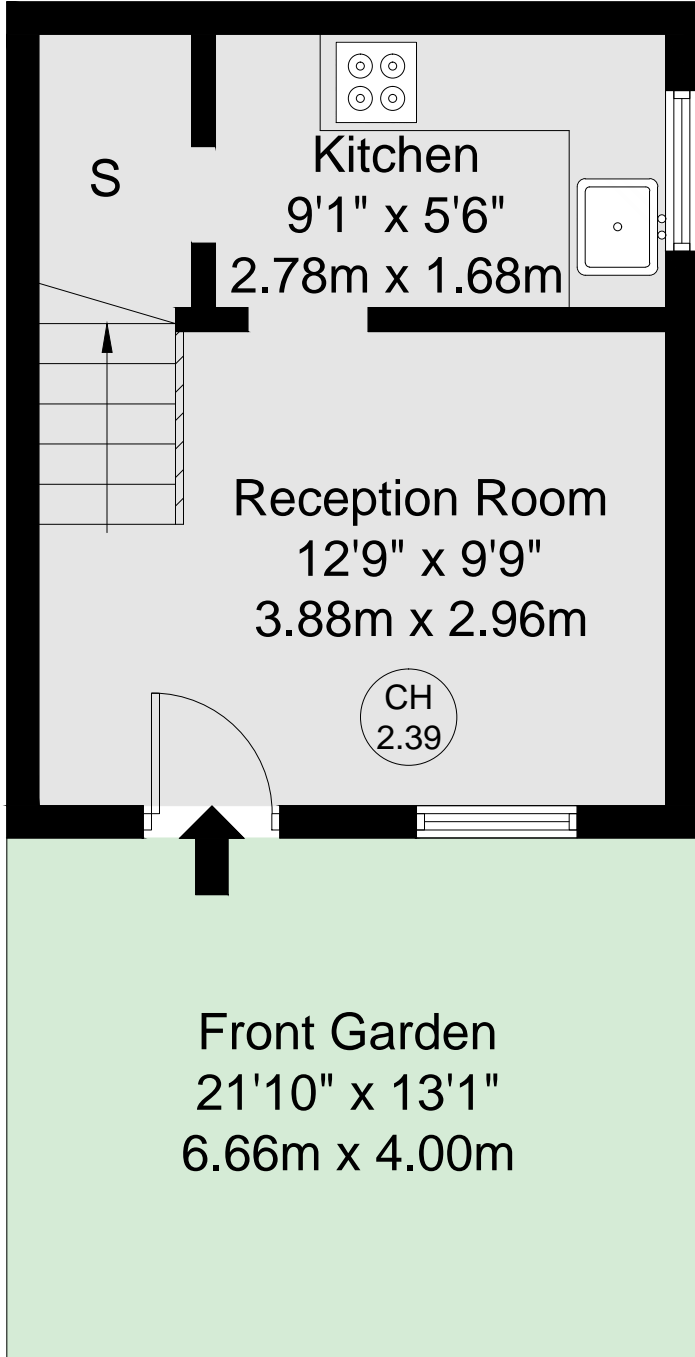 S
Kitchen
9'1" x 5'6"
2.78m x 1.68m
Reception Room
12'9" x 9'9"
3.88m x 2.96m
CH
2.39
Front Garden
21'10" x 13'1"
6.66m x 4.00m